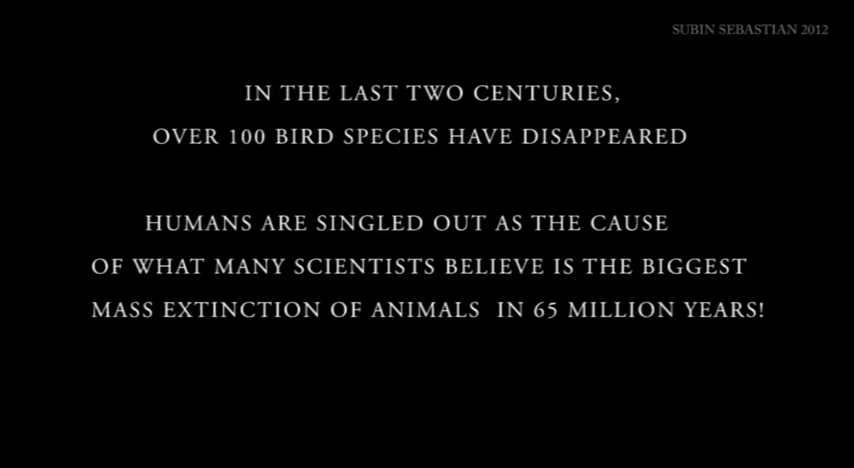 SUBIN SEBASTIAN 2012
IN THE LAST TWO CENTURIES,
OVER 100 BIRD SPECIES HAVE DISAPPEARED
HUMANS ARE SINGLED OUT AS THE CAUSE
OF WHAT MANY SCIENTISTS BELIEVE IS THE BIGGEST
MASS EXTINCTION OF ANIMALS IN 65 MILLION YEARS!